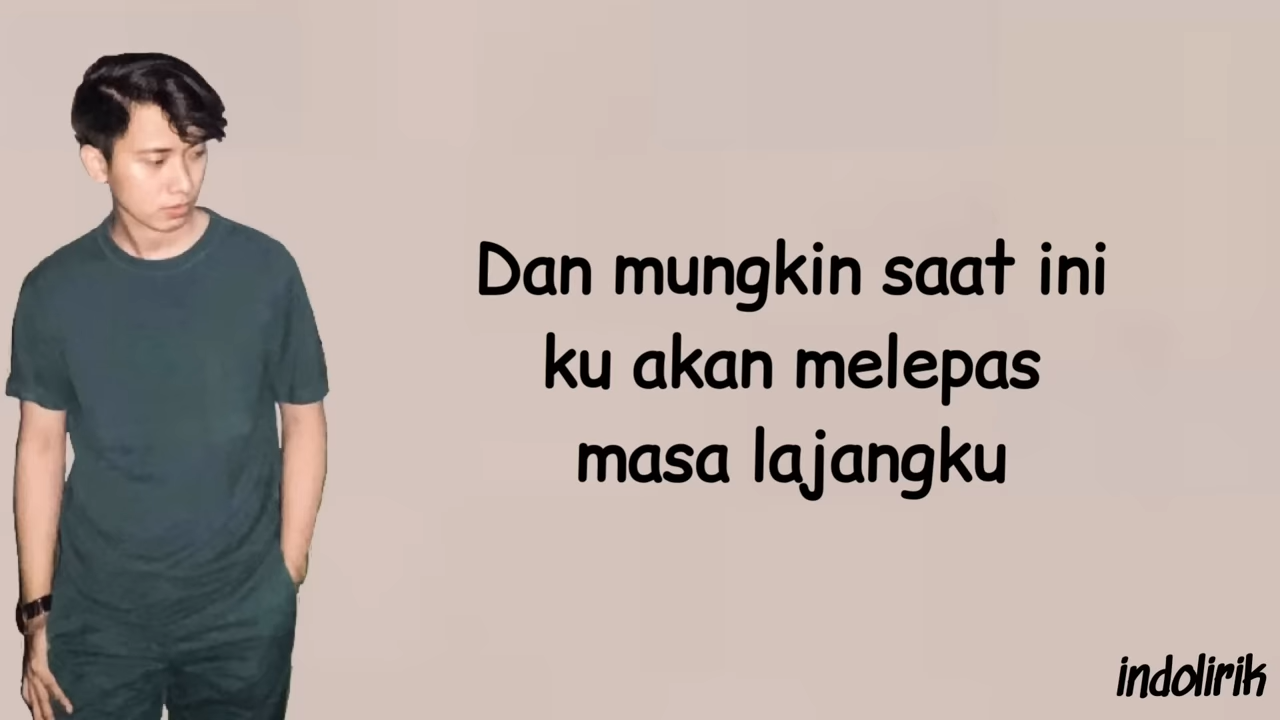 Dan mungkin saat ini
ku akan melepas
masa lajangku
indolirik